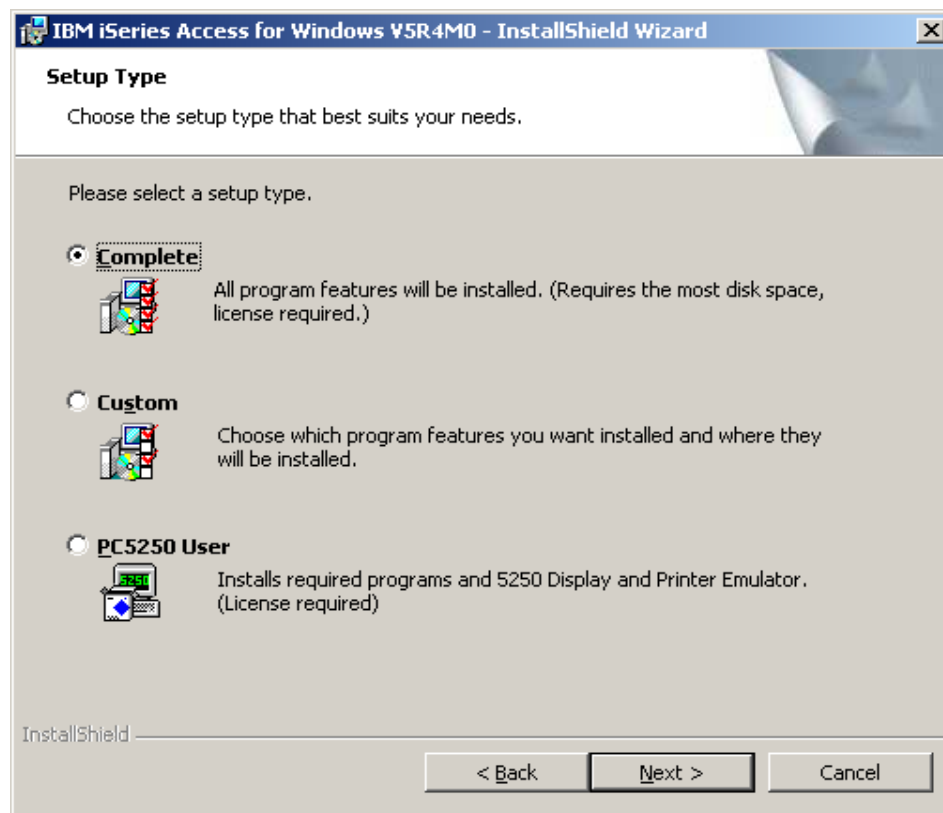 IBM iSeries Access for Windows V5R4M0 - InstallShield Wizard
Setup Type
Choose the setup type that best suits your needs.
Please select a setup type.
Complete
All program features will be installed. (Requires the most disk space,
license required.)
Custom
Choose which program features you want installed and where they
will be installed.
PC5250 User
5250
Installs required programs and 5250 Display and Printer Emulator.
(License required)
InstallShield
< Back
Next >
Cancel